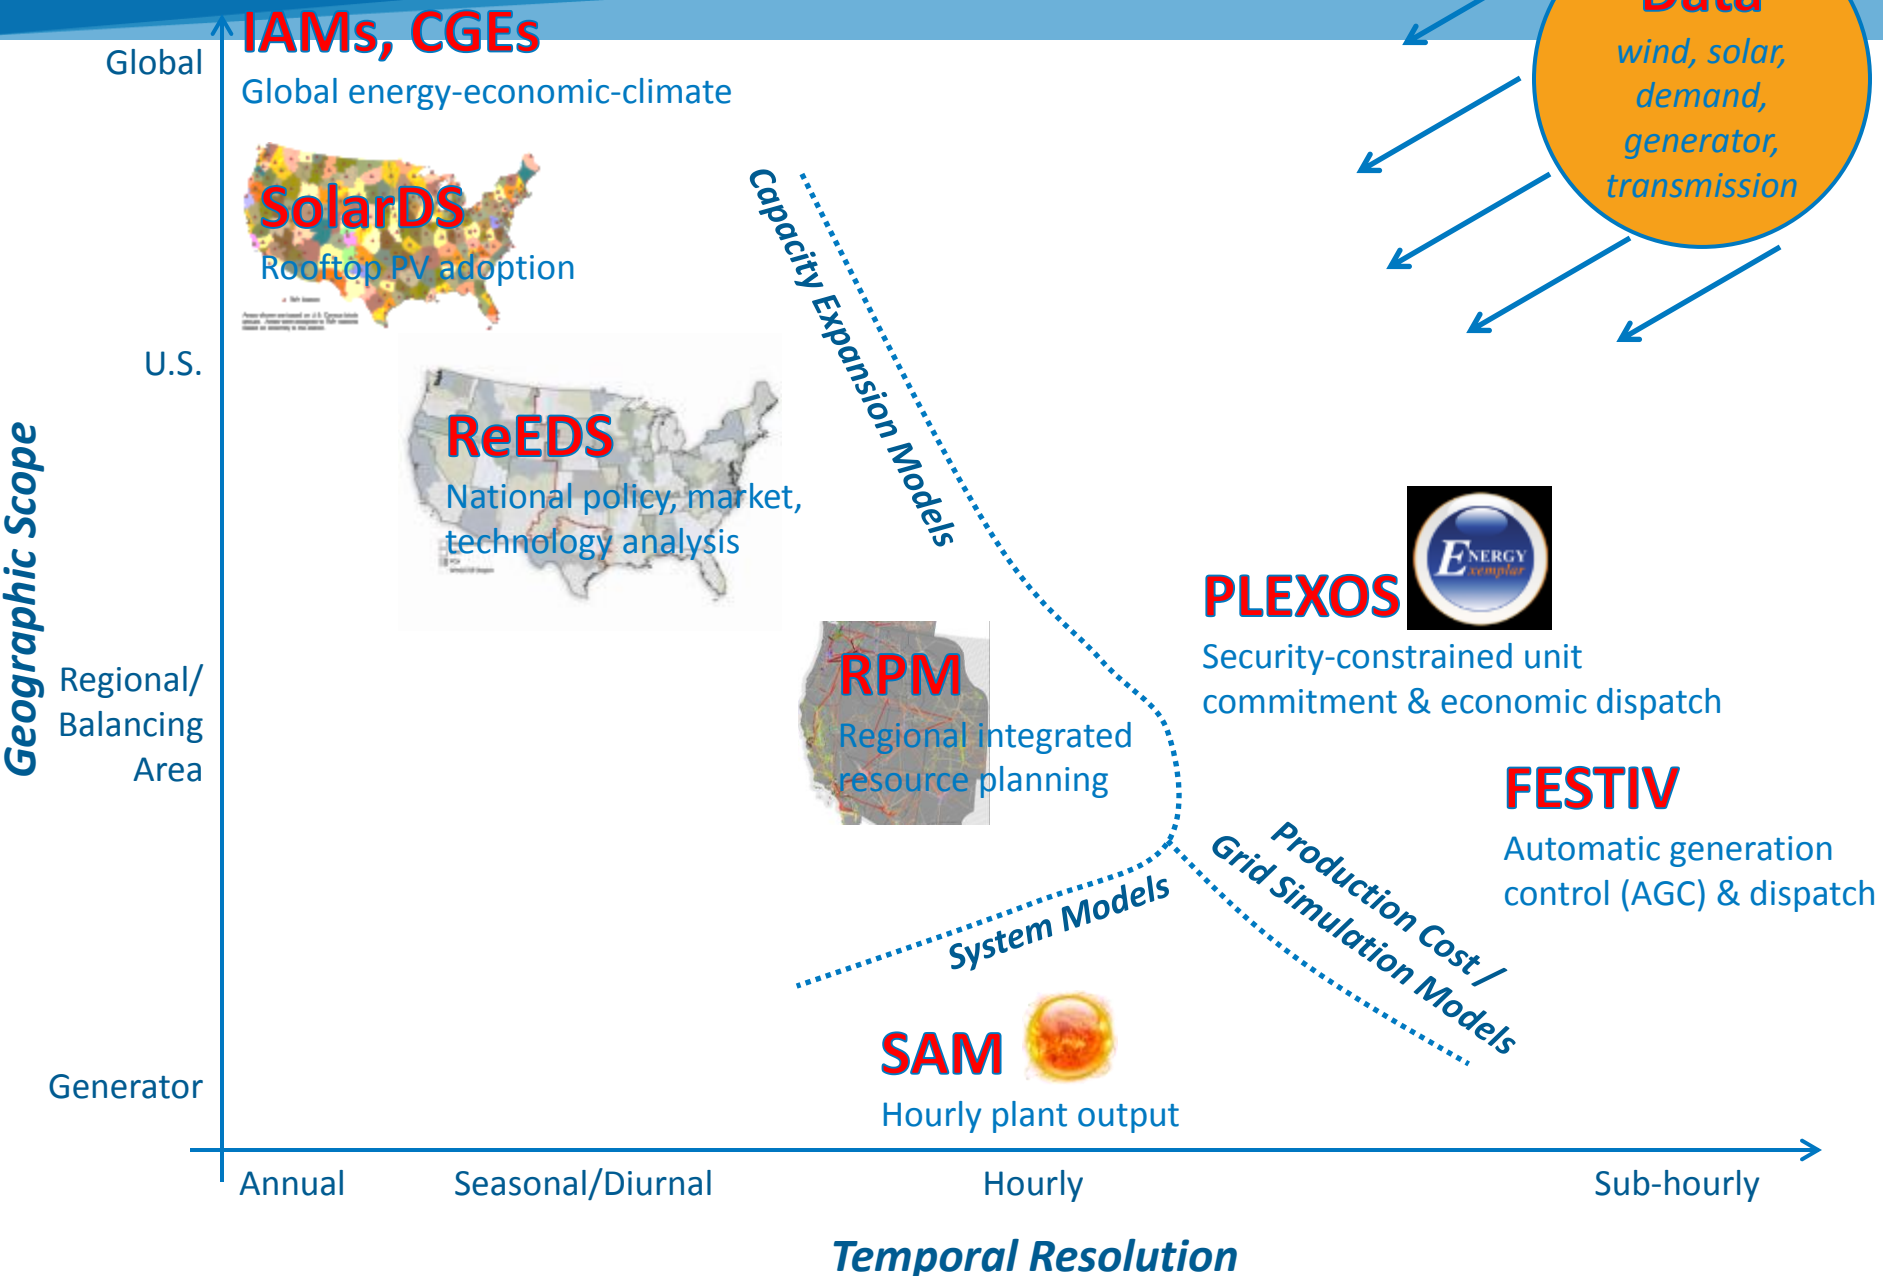 IAMs, CGEs
Global energy-economic-climate
Data
wind, solar,
demand,
generator,
transmission
Global
SolarDS
Rooftop PV adoption
U.S.
Capacity Expansion Models
ReEDS
National policy, market,
technology analysis
Geographic Scope
PLEXOS
ENERGY
Exemplar
Security-constrained unit
commitment & economic dispatch
Regional/
Balancing
Area
RPM
Regional integrated
resource planning
FESTIV
Automatic generation
control (AGC) & dispatch
System Models
Production Cost /
Grid Simulation Models
SAM
Hourly plant output
Generator
Annual
Seasonal/Diurnal
Hourly
Sub-hourly
Temporal Resolution